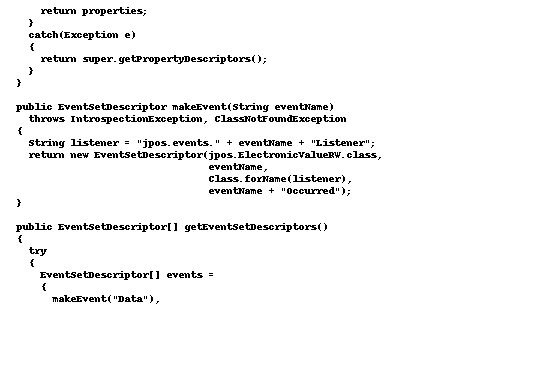 return properties;
}
catch(Exception e)
{
return super.getPropertyDescriptors();
}
}
public EventSetDescriptor makeEvent(String eventName)
throws IntrospectionException, ClassNotFoundException
{
String listener = "jpos.events." + eventName + "Listener";
return new EventSetDescriptor(jpos.ElectronicValueRW.class,
eventName,
Class.forName(listener),
eventName + "Occurred");
}
public EventSetDescriptor[] getEventSetDescriptors()
{
try
{
EventSetDescriptor[] events =
{
makeEvent("Data"),